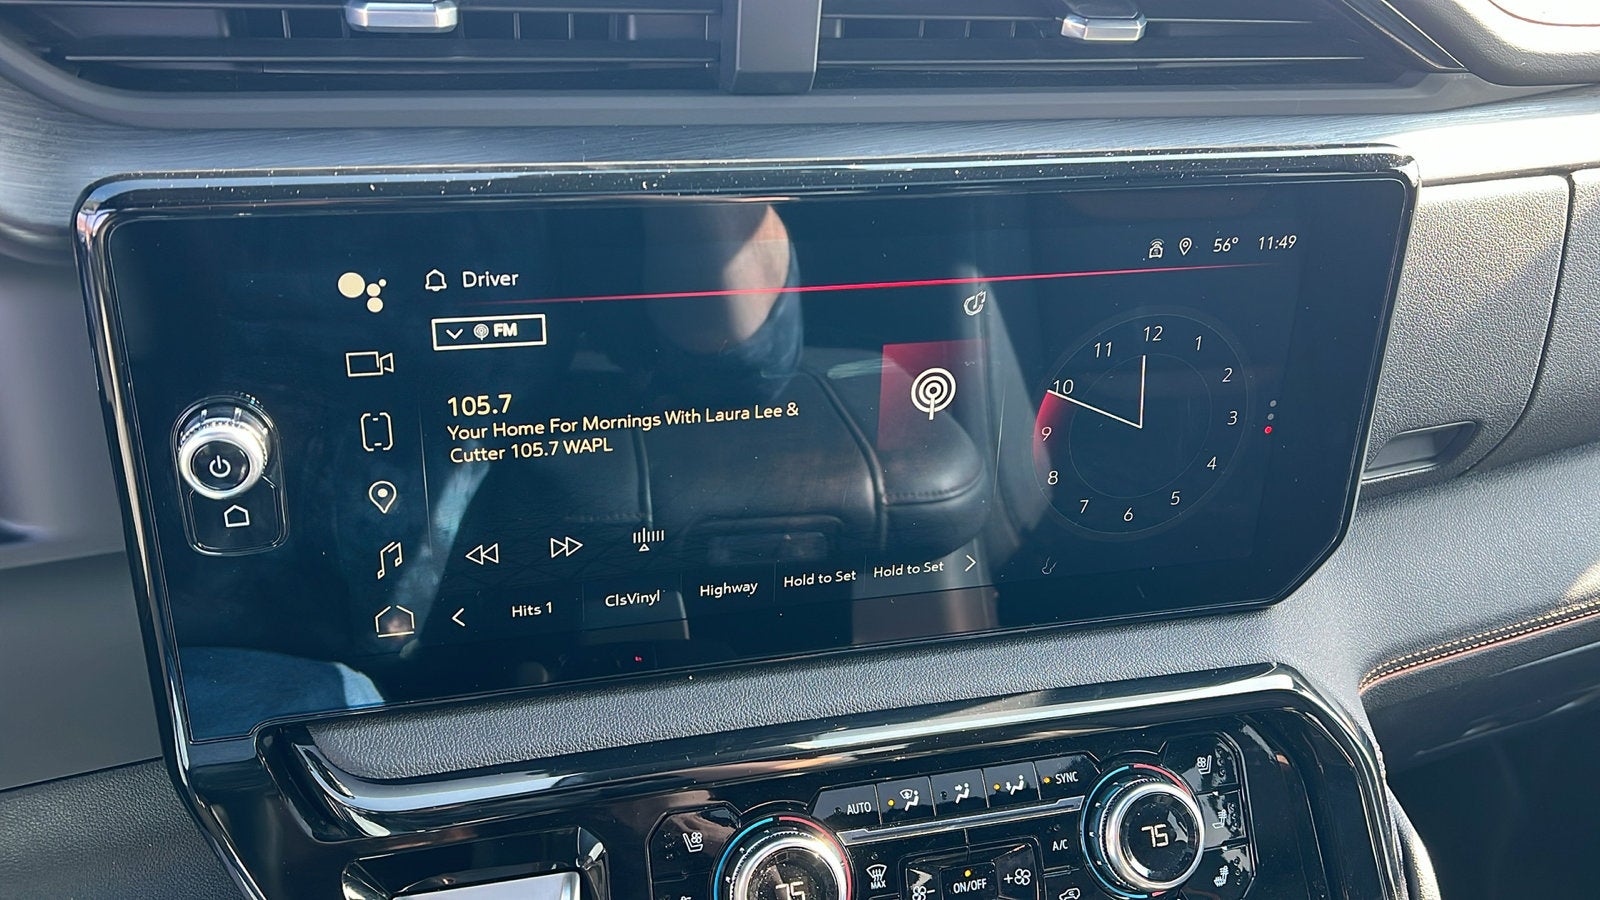 56° 11:49
Driver
FM
105.7
Your Home For Mornings With Laura Lee &
Cutter 105.7 WAPL
12
1
2
3
4
5
6
7
8
9
10
11
Hits 1
ClsVinyl
Highway
Hold to Set
Hold to Set
AUTO
SYNC
A/C
75
75
MAX
ON/OFF